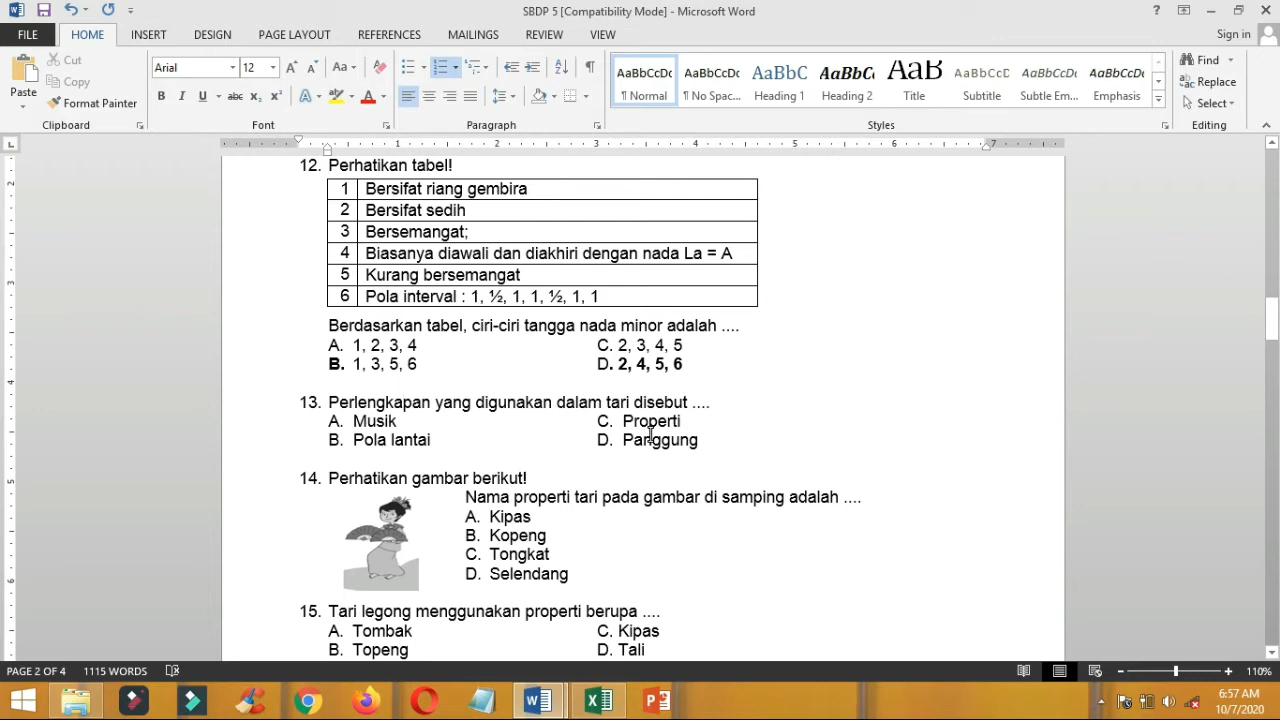 SBDP 5 [Compatibility Mode] - Microsoft Word
FILE HOME INSERT DESIGN PAGE LAYOUT REFERENCES MAILINGS REVIEW VIEW Sign in
Cut
Copy
Format Painter
Paste
Clipboard
Arial 12
Font
Paragraph
AaBbCcDc AaBbCcDc AaBbC AaBbCc AaB AaBbCcD AaBbCcDc AaBbCcDc
¶ Normal ¶ No Spac... Heading 1 Heading 2 Title Subtitle Subtle Em... Emphasis
Styles
Find
Replace
Select
Editing
12. Perhatikan tabel!
1 Bersifat riang gembira
2 Bersifat sedih
3 Bersemangat;
4 Biasanya diawali dan diakhiri dengan nada La = A
5 Kurang bersemangat
6 Pola interval : 1, ½, 1, 1, ½, 1, 1
Berdasarkan tabel, ciri-ciri tangga nada minor adalah ....
A. 1, 2, 3, 4 C. 2, 3, 4, 5
B. 1, 3, 5, 6 D. 2, 4, 5, 6
13. Perlengkapan yang digunakan dalam tari disebut ....
A. Musik C. Properti
B. Pola lantai D. Panggung
14. Perhatikan gambar berikut!
Nama properti tari pada gambar di samping adalah ....
A. Kipas
B. Kopeng
C. Tongkat
D. Selendang
15. Tari legong menggunakan properti berupa ....
A. Tombak C. Kipas
B. Topeng D. Tali
PAGE 2 OF 4 1115 WORDS 110%
6:57 AM
10/7/2020